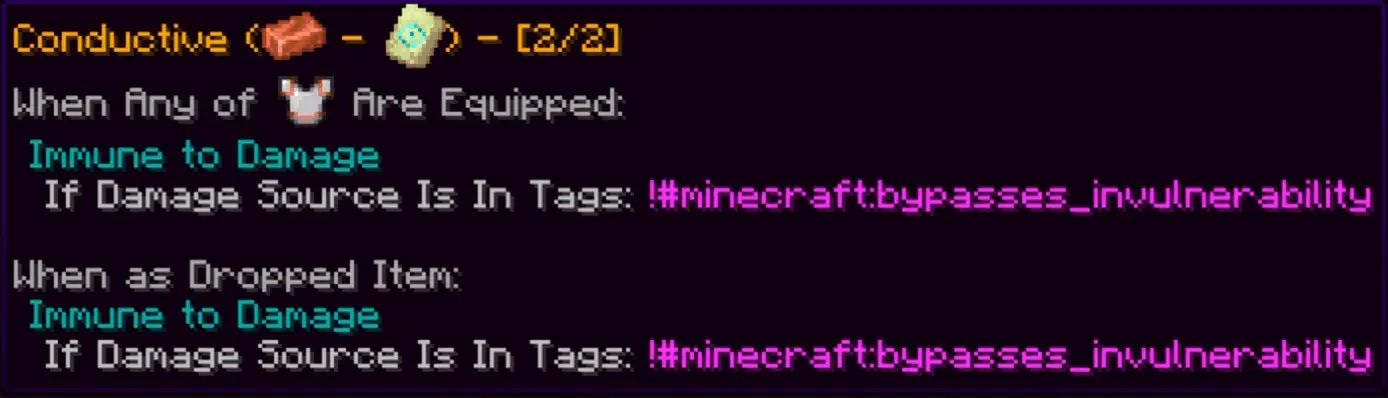 Conductive ( - ) - [2/2]
When Any of Are Equipped:
Immune to Damage
If Damage Source Is In Tags: !#minecraft:bypasses_invulnerability
When as Dropped Item:
Immune to Damage
If Damage Source Is In Tags: !#minecraft:bypasses_invulnerability